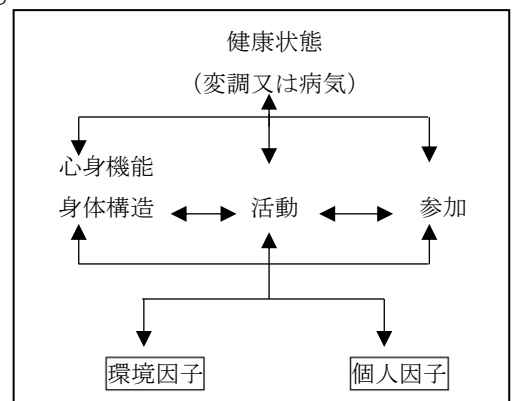 。
健康状態
(変調又は病気)
心身機能
身体構造 活動 参加
環境因子 個人因子